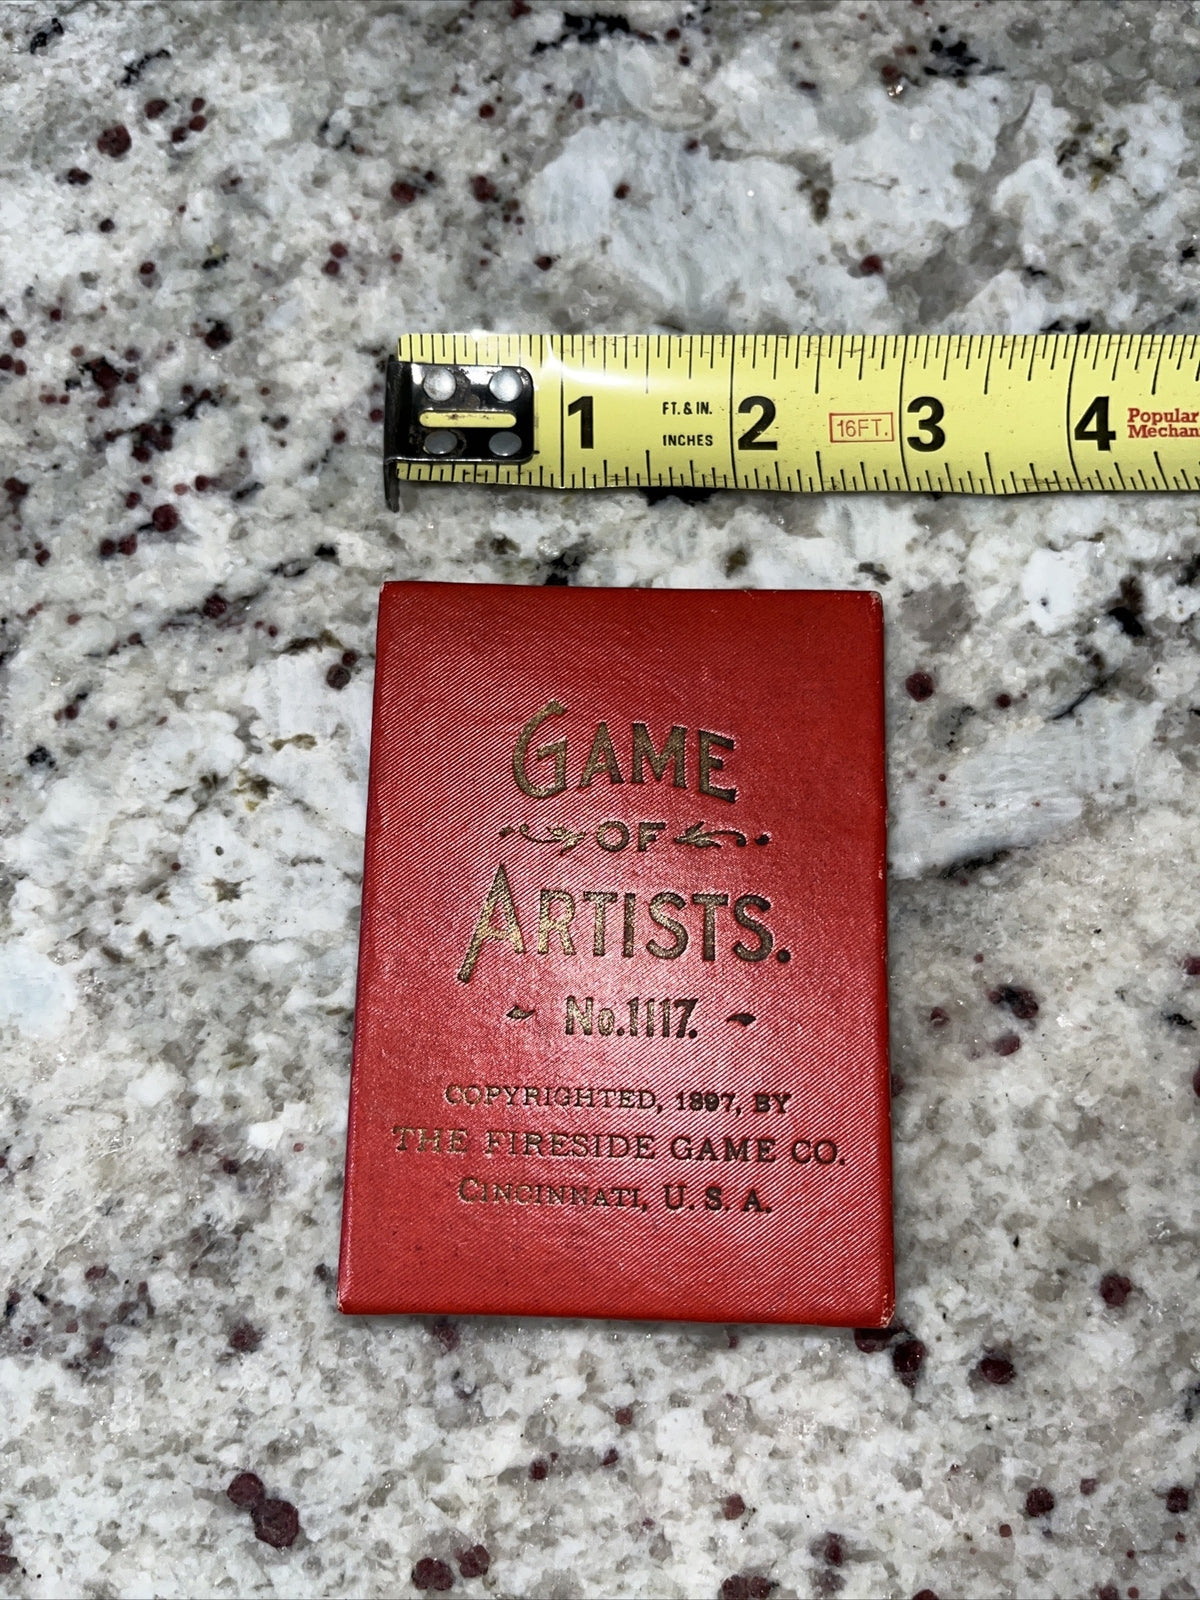 1 FT. & IN. INCHES 2 16FT. 3 4 Popular Mechan
GAME
OF
ARTISTS.
No. 1117.
COPYRIGHTED, 1897, BY
THE FIRESIDE GAME CO.
CINCINNATI, U. S. A.